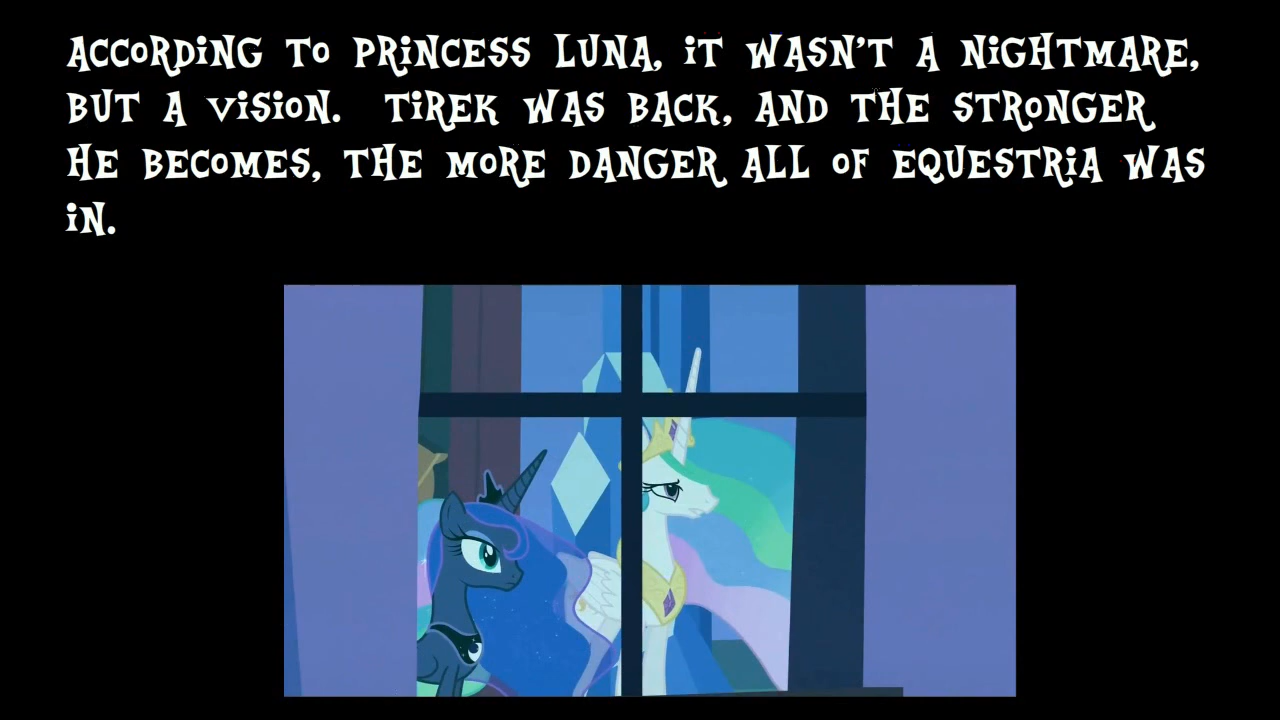 ACCORDiNG TO PRiNCESS LUNA, iT WASN'T A NiGHTMARE,
BUT A ViSiON. TiREK WAS BACK, AND THE STRONGER
HE BECOMES, THE MORE DANGER ALL OF EQUESTRiA WAS
iN.